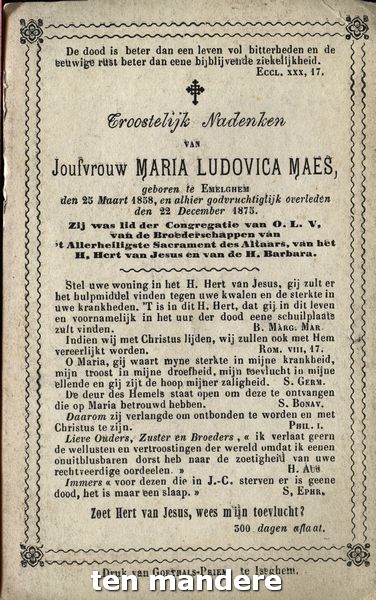 De dood is beter dan een leven vol bitterheden en de
eeuwige rust beter dan eene bijblijvende ziekelijkheid.
ECCL. XXX, 17.
Troostelijk Nadenken
VAN
Joufvrouw MARIA LUDOVICA MAES,
geboren te EMELGHEM
den 25 Maart 1838, en alhier godvruchtiglijk overleden
den 22 December 1875.
Zij was lid der Congregatie van O. L. V,
van de Broederschappen van
't Allerheiligste Sacrament des Altaars, van het
H. Hert van Jesus en van de H. Barbara.
Stel uwe woning in het H. Hert van Jesus, gij zult er
het hulpmiddel vinden tegen uwe kwalen en de sterkte in
uwe krankheden. 'T is in dit H. Hert, dat gij in dit leven
en voornamelijk in het uur der dood eene schuilplaats
zult vinden. B. MARG. MAR.
Indien wij met Christus lijden, wij zullen ook met Hem
vereerlijkt worden. ROM. VIII, 17.
O Maria, gij waart myne sterkte in mijne krankheid,
mijn troost in mijne droefheid, mijn toevlucht in mijne
ellende en gij zijt de hoop mijner zaligheid. S. GERM.
De deur des Hemels staat open om deze te ontvangen
die op Maria betrouwd hebben. S. BONAV.
Daarom zij verlangde om ontbonden te worden en met
Christus te zijn. PHIL. I.
Lieve Ouders, Zuster en Broeders, « ik verlaat geern
de wellusten en vertroostingen der wereld omdat ik eenen
onuitblusbaren dorst heb naar de zoetigheid van uwe
rechtveerdige oordeelen. » H. AUG
Immers « voor dezen die in J.-C. sterven er is geene
dood, het is maar een slaap. » S, EPHR.
Zoet Hert van Jesus, wees mijn toevlucht?
300 dagen aflaat.
Druk van GOETHALS-PRIEM te Iseghem.
ten mandere